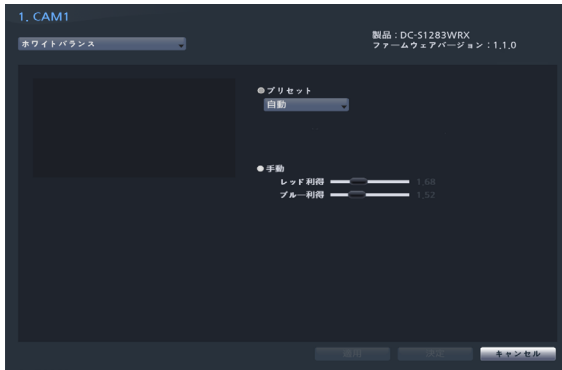 1. CAM1
ホワイトバランス
製品：DC-S1283WRX
ファームウェアバージョン：1.1.0
プリセット
自動
手動
レッド利得 1.68
ブルー利得 1.52
適用 決定 キャンセル